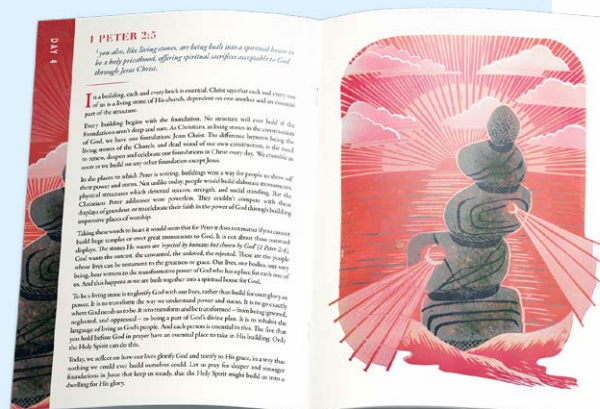 DAY 4
1 PETER 2:5
⁵you also, like living stones, are being built into a spiritual house to
be a holy priesthood, offering spiritual sacrifices acceptable to God
through Jesus Christ.
In a building, each and every brick is essential. Christ says that each and every one
of us is a living stone of His church, dependent on one another and an essential
part of the structure.
Every building begins with the foundation. No structure will ever hold if the
foundations aren't deep and sure. As Christians, as living stones in the construction
of God, we have one foundation: Jesus Christ. The difference between being the
living stones of the Church, and dead wood of our own construction, is the need
to renew, deepen and celebrate our foundations in Christ every day. We crumble as
soon as we build on any other foundation except Jesus.
In the places to which Peter is writing, buildings were a way for people to show off
their power and status. Not unlike today, people would build elaborate monuments,
physical structures which denoted success, strength, and social standing. But the
Christians Peter addresses were powerless. They couldn't compete with these
displays of grandeur, or to celebrate their faith in the power of God through building
impressive places of worship.
Taking these words to heart it would seem that for Peter it does not matter if you cannot
build huge temples or erect great monuments to God. It is not about these outward
displays. The stones He wants are 'rejected by humans but chosen by God' (1 Peter 2:4).
God wants the outcast, the unwanted, the unloved, the rejected. These are the people
whose lives can be testament to the greatness or grace. Our lives, our bodies, our very
being, bear witness to the transformative power of God who has a place for each one of
us. And this happens as we are built together into a spiritual house for God.
To be a living stone is to glorify God with our lives, rather than build for our own glory or
power. It is to transform the way we understand power and status. It is to go exactly
where God needs us to be. It is to transform and be transformed – from being ignored,
neglected, and oppressed – to being a part of God's divine plan. It is to inhabit the
language of living as God's people. And each person is essential in this. The five that
you hold before God in prayer have an essential place to take in His building. Only
the Holy Spirit can do this.
Today, we reflect on how our lives glorify God and testify to His grace, in a way that
nothing we could ever build ourselves could. Let us pray for deeper and stronger
foundations in Jesus that keep us steady, that the Holy Spirit might build us into a
dwelling for His glory.